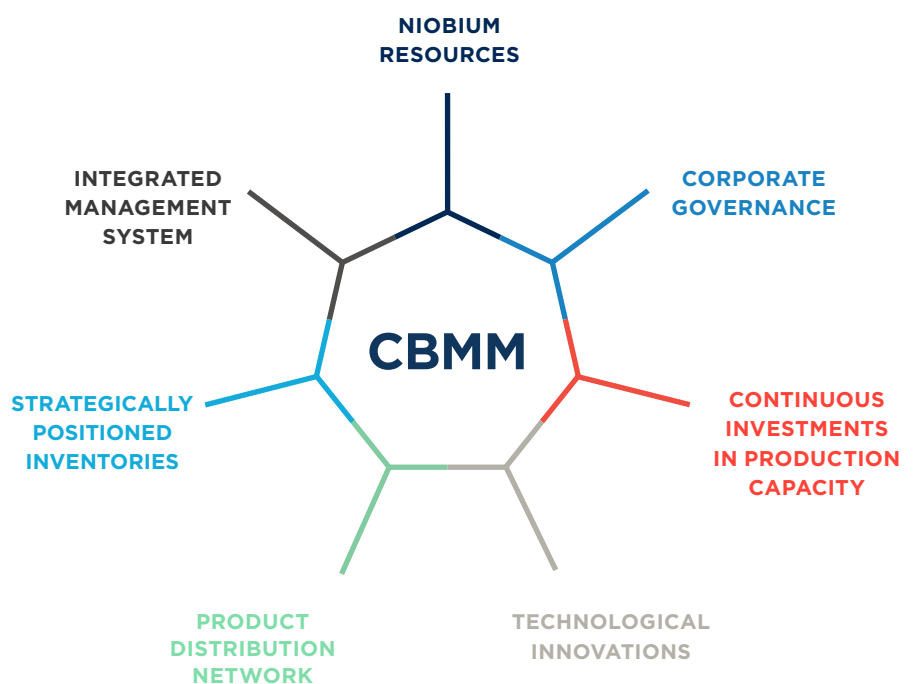 NIOBIUM
RESOURCES
INTEGRATED
MANAGEMENT
SYSTEM
CORPORATE
GOVERNANCE
CBMM
STRATEGICALLY
POSITIONED
INVENTORIES
CONTINUOUS
INVESTMENTS
IN PRODUCTION
CAPACITY
PRODUCT
DISTRIBUTION
NETWORK
TECHNOLOGICAL
INNOVATIONS